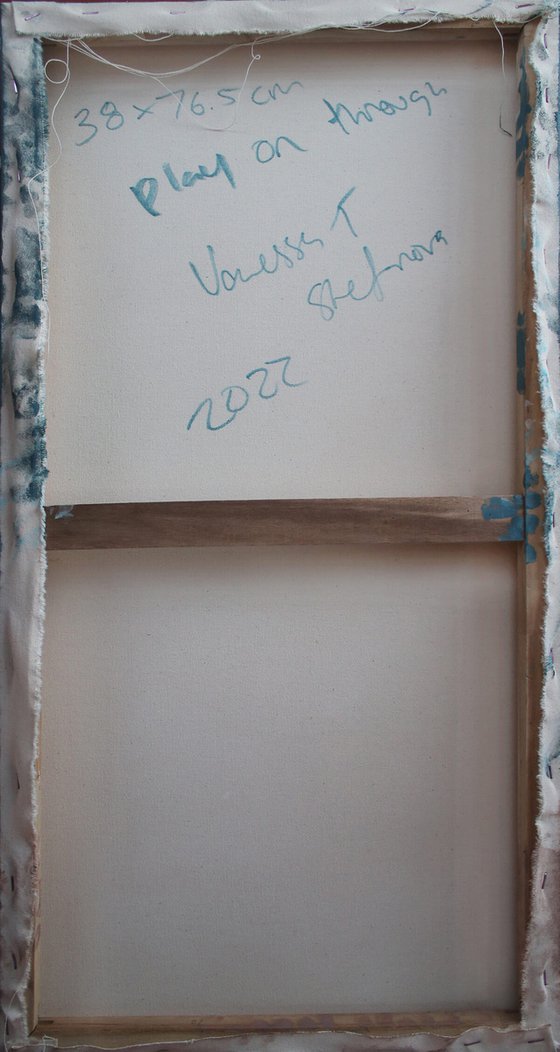 38 x 76.5 cm
Play on through
Vanessa T
Stefanova
2022